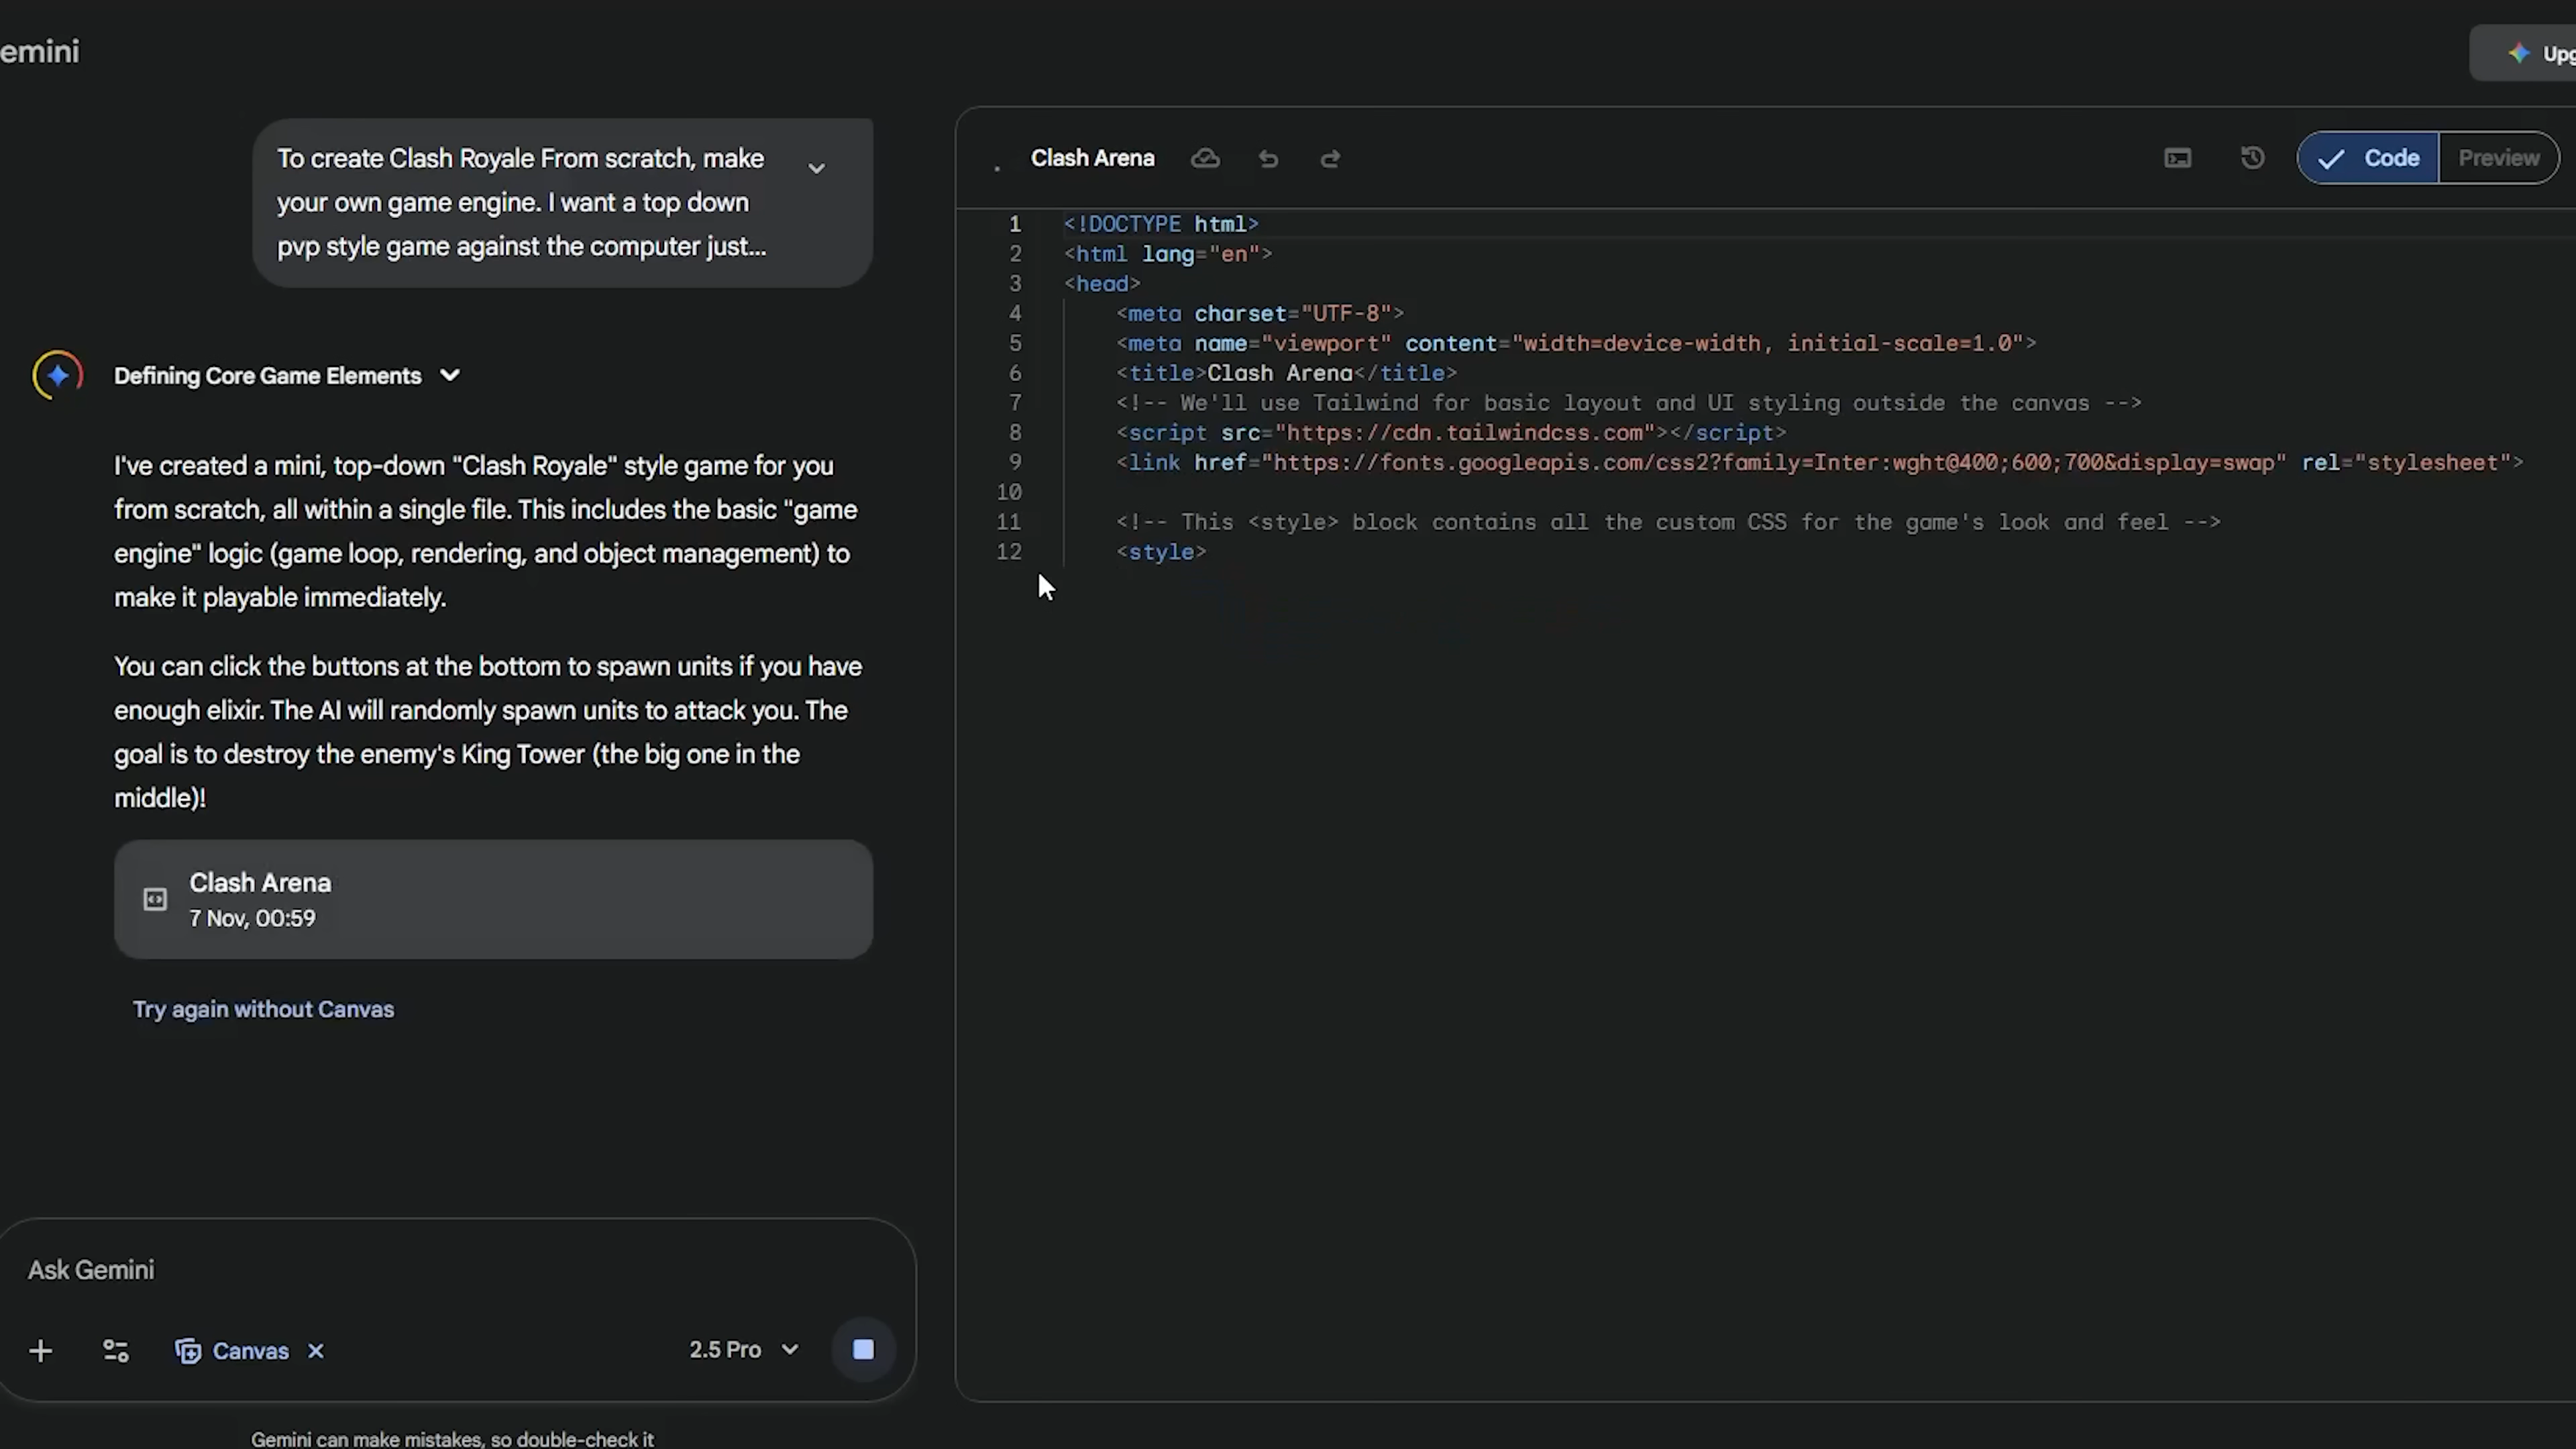 emini
Upg
To create Clash Royale From scratch, make
your own game engine. I want a top down
pvp style game against the computer just...
Defining Core Game Elements
I've created a mini, top-down "Clash Royale" style game for you
from scratch, all within a single file. This includes the basic "game
engine" logic (game loop, rendering, and object management) to
make it playable immediately.
You can click the buttons at the bottom to spawn units if you have
enough elixir. The AI will randomly spawn units to attack you. The
goal is to destroy the enemy's King Tower (the big one in the
middle)!
Clash Arena
7 Nov, 00:59
Try again without Canvas
Ask Gemini
Canvas
2.5 Pro
Gemini can make mistakes, so double-check it
Clash Arena
Code
Preview
1 <!DOCTYPE html>
2 <html lang="en">
3 <head>
4 <meta charset="UTF-8">
5 <meta name="viewport" content="width=device-width, initial-scale=1.0">
6 <title>Clash Arena</title>
7 <!-- We'll use Tailwind for basic layout and UI styling outside the canvas -->
8 <script src="https://cdn.tailwindcss.com"></script>
9 <link href="https://fonts.googleapis.com/css2?family=Inter:wght@400;600;700&display=swap" rel="stylesheet">
10
11 <!-- This <style> block contains all the custom CSS for the game's look and feel -->
12 <style>